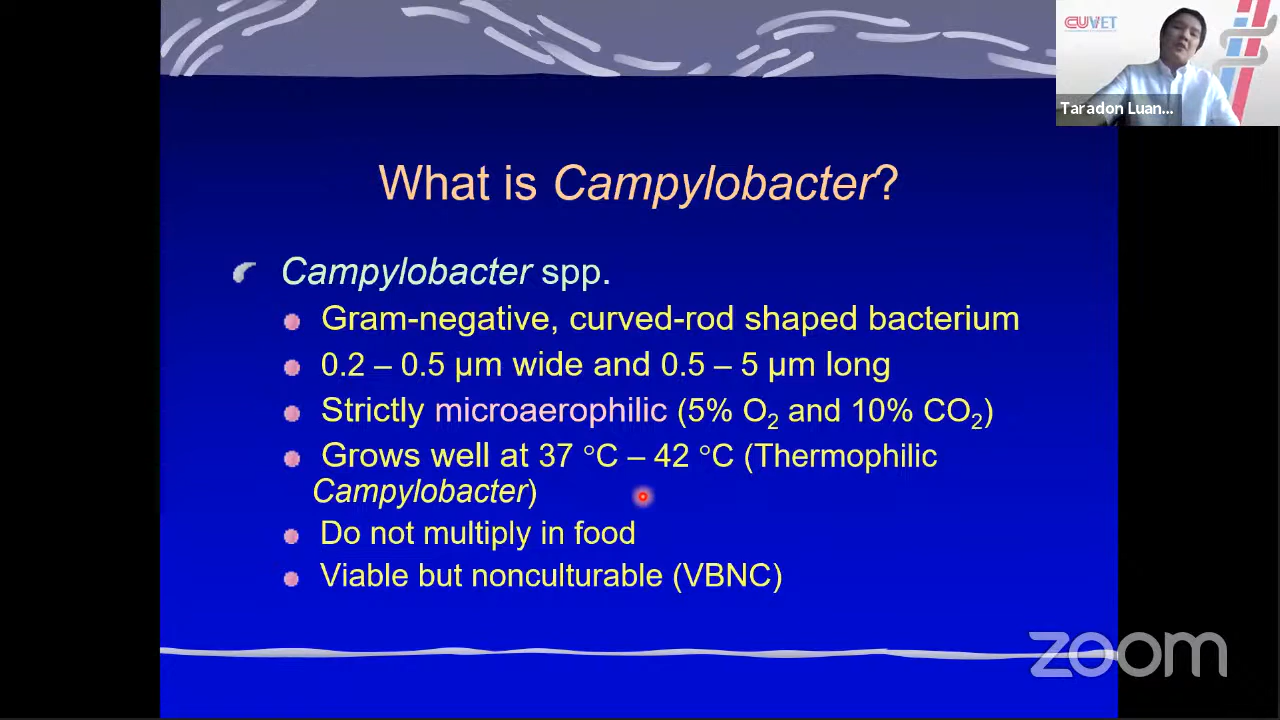 CUVET
Taradon Luan...
What is Campylobacter?
Campylobacter spp.
Gram-negative, curved-rod shaped bacterium
0.2 – 0.5 µm wide and 0.5 – 5 µm long
Strictly microaerophilic (5% O₂ and 10% CO₂)
Grows well at 37 °C – 42 °C (Thermophilic
Campylobacter)
Do not multiply in food
Viable but nonculturable (VBNC)
zoom